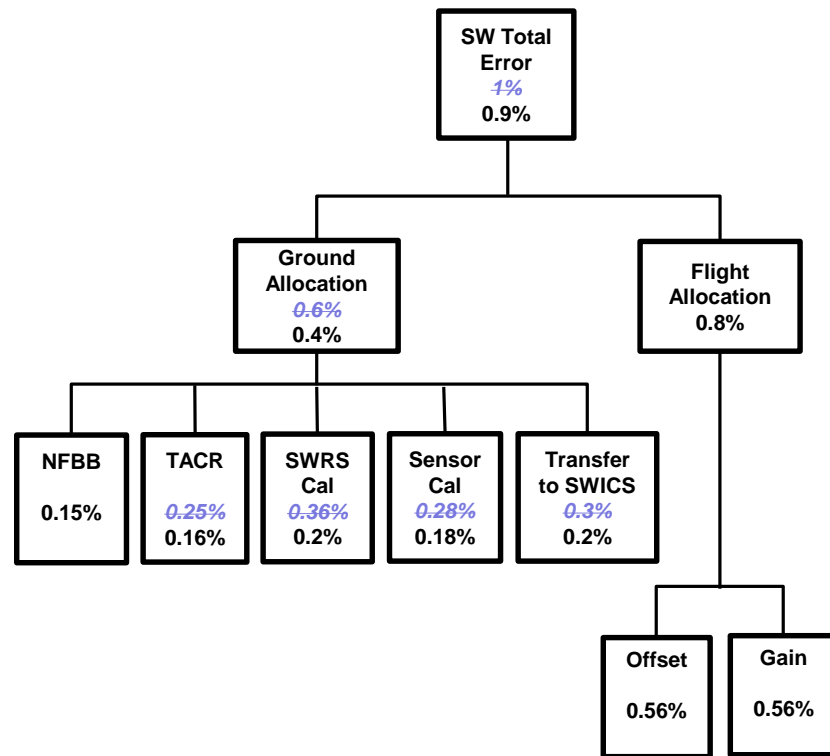 SW Total
Error
1%
0.9%
Ground
Allocation
0.6%
0.4%
Flight
Allocation
0.8%
NFBB
0.15%
TACR
0.25%
0.16%
SWRS
Cal
0.36%
0.2%
Sensor
Cal
0.28%
0.18%
Transfer
to SWICS
0.3%
0.2%
Offset
0.56%
Gain
0.56%